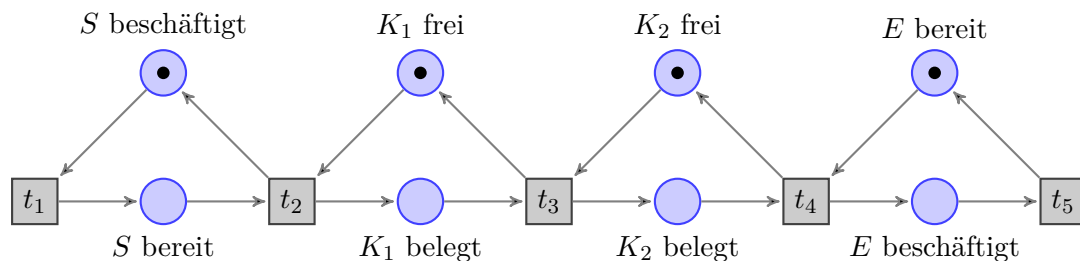 S beschäftigt
K₁ frei
K₂ frei
E bereit
t₁
t₂
t₃
t₄
t₅
S bereit
K₁ belegt
K₂ belegt
E beschäftigt